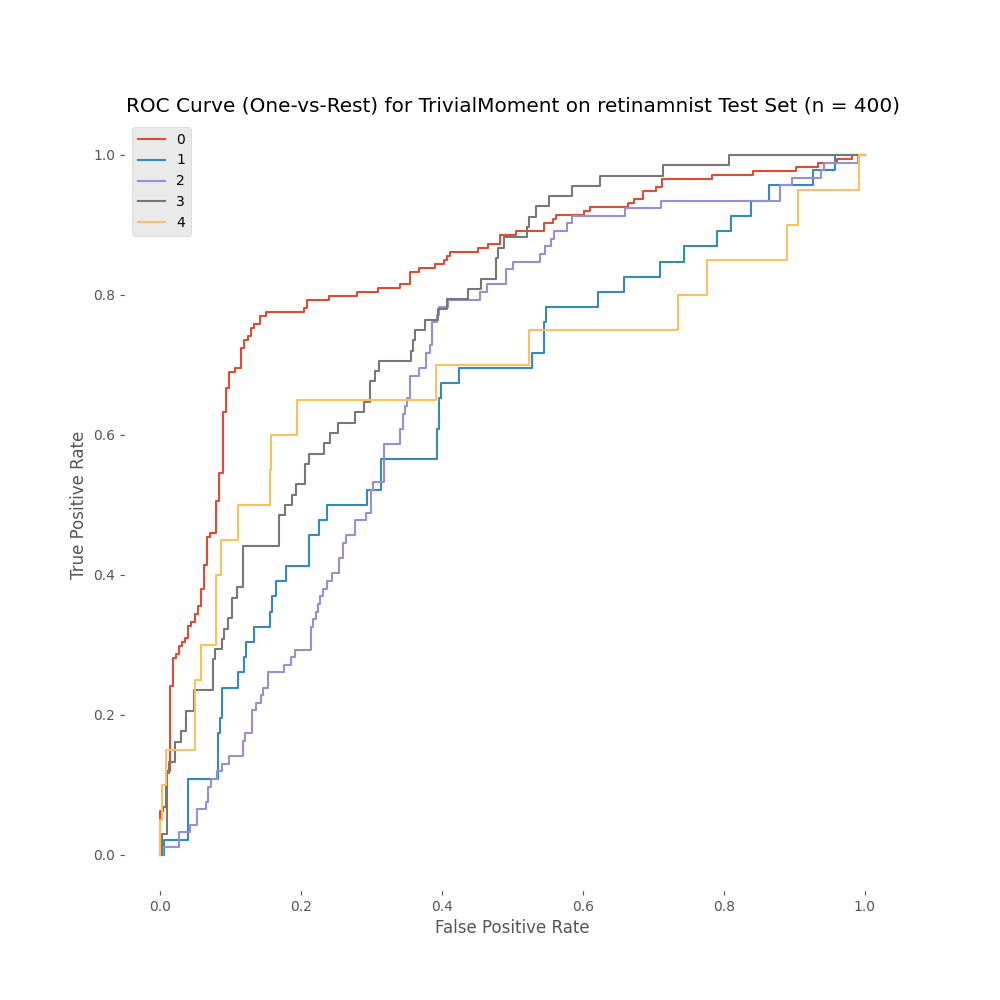 ROC Curve (One-vs-Rest) for TrivialMoment on retinamnist Test Set (n = 400)
0
1
2
3
4
1.0
0.8
0.6
0.4
0.2
0.0
True Positive Rate
0.0 0.2 0.4 0.6 0.8 1.0
False Positive Rate